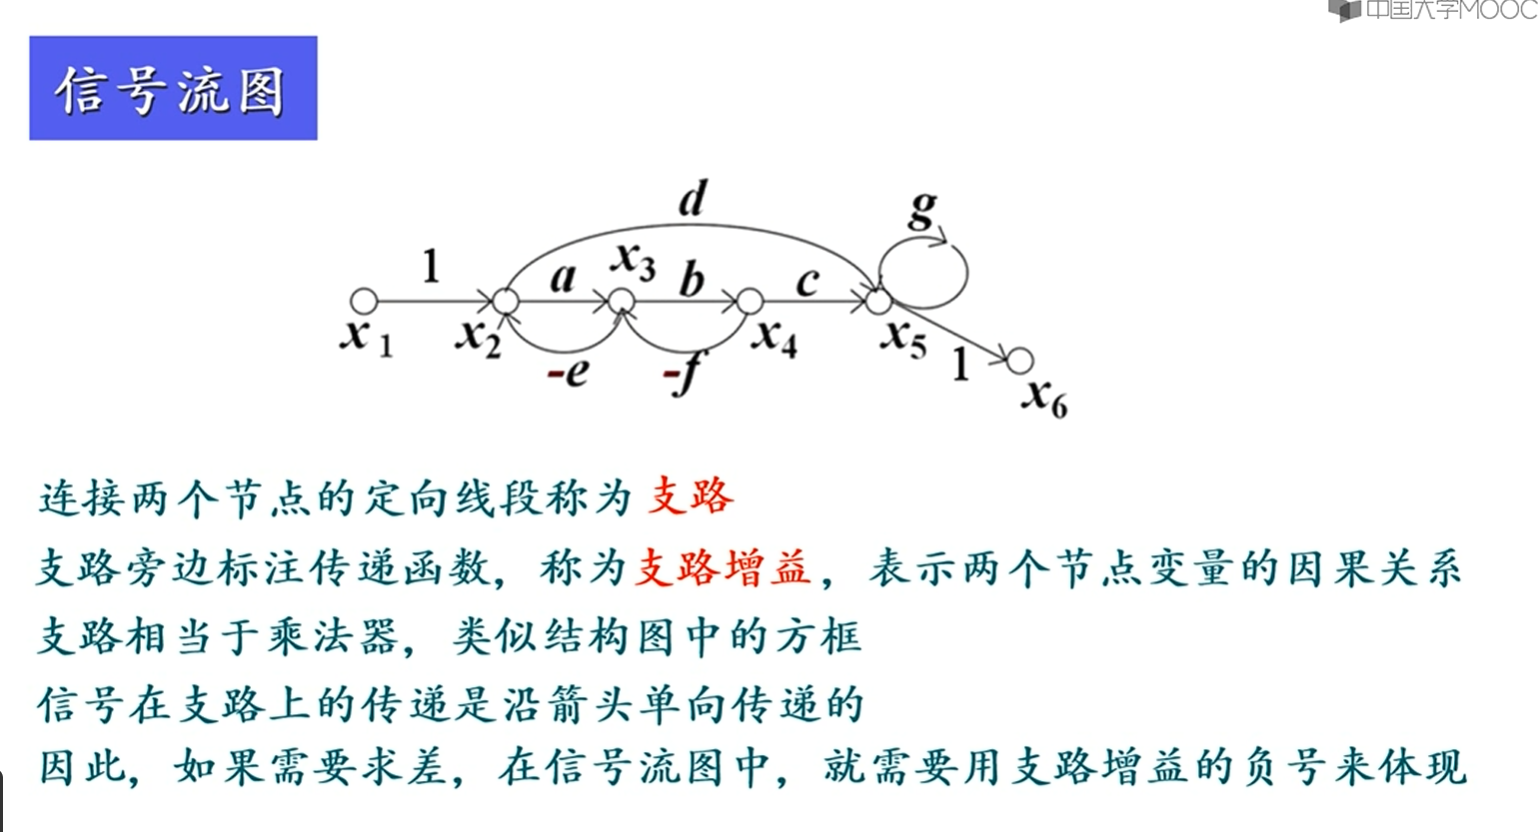 中国大学MOOC
信号流图
d
g
1 a x3 b c
x1 x2 x4 x5
-e -f 1
x6
连接两个节点的定向线段称为支路
支路旁边标注传递函数，称为支路增益，表示两个节点变量的因果关系
支路相当于乘法器，类似结构图中的方框
信号在支路上的传递是沿箭头单向传递的
因此，如果需要求差，在信号流图中，就需要用支路增益的负号来体现